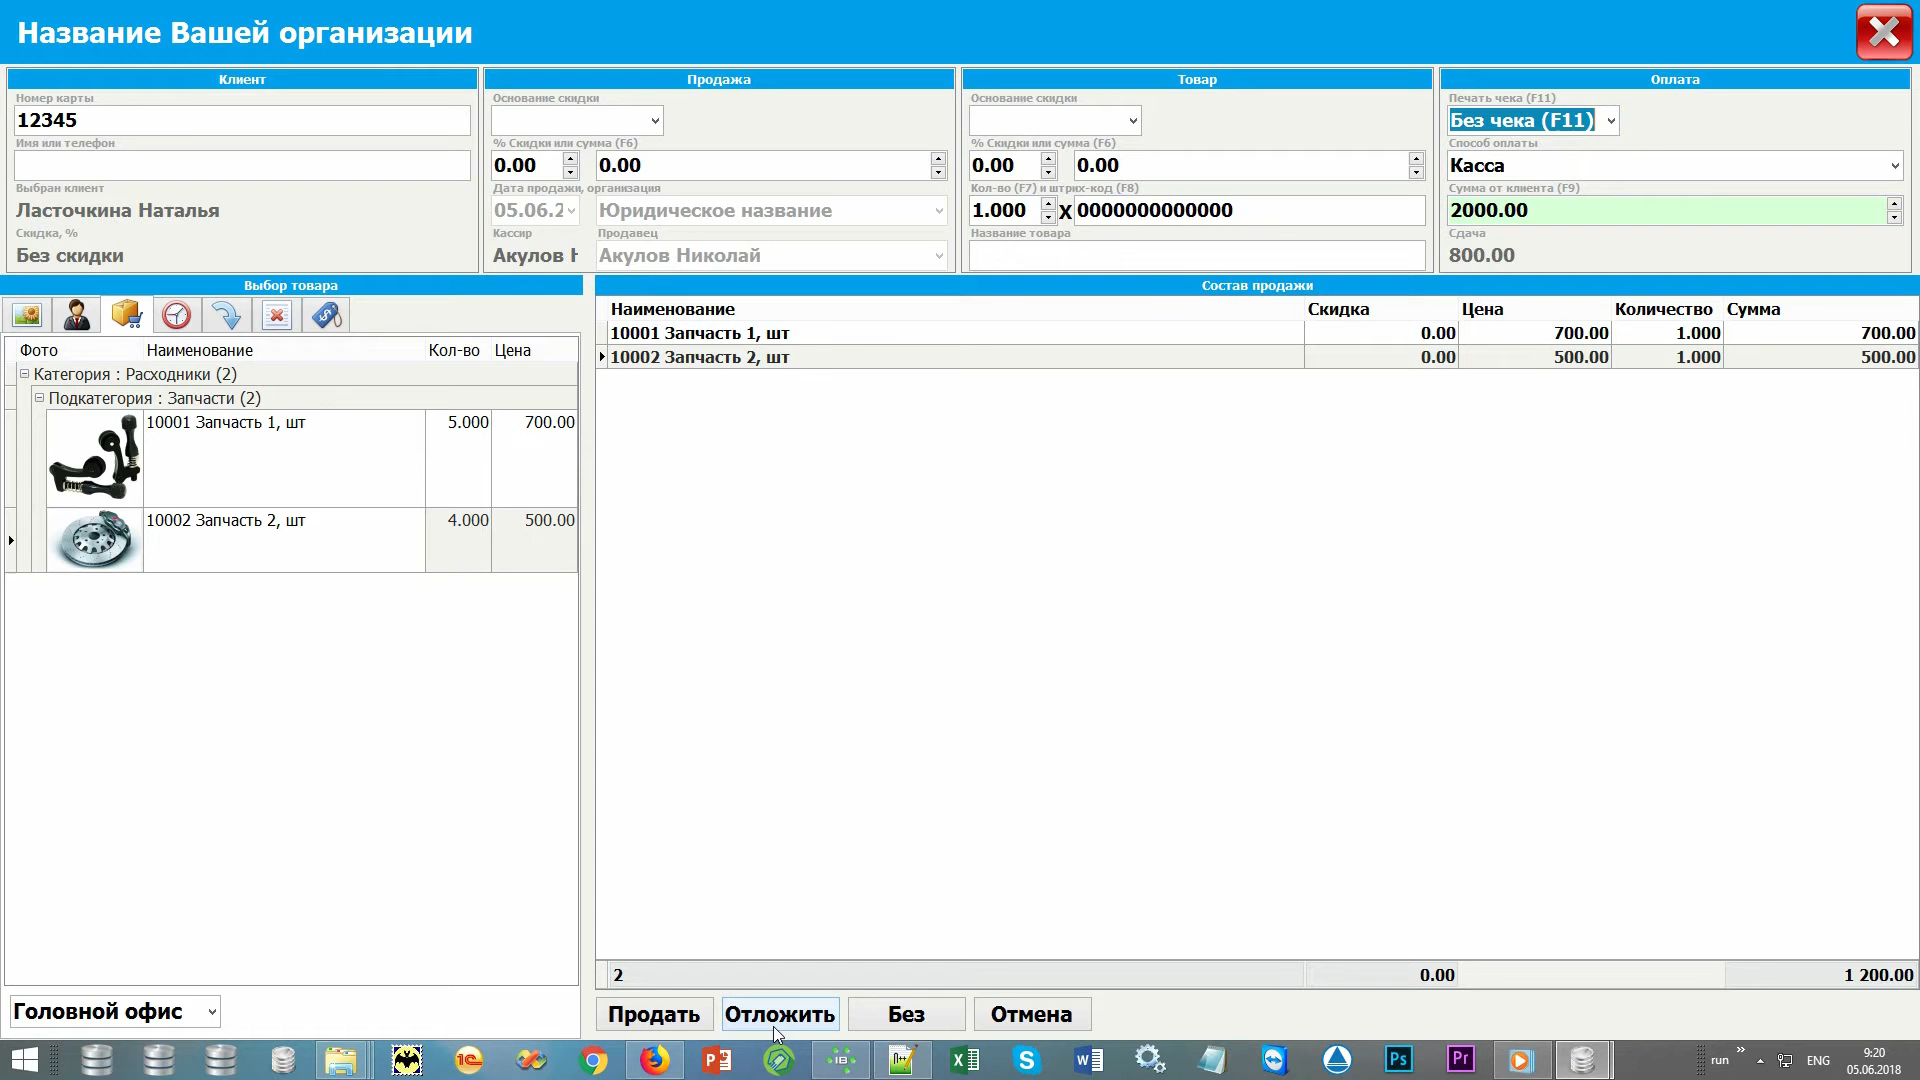 Название Вашей организации
Клиент
Номер карты
12345
Имя или телефон
Выбран клиент
Ласточкина Наталья
Скидка, %
Без скидки
Продажа
Основание скидки
% Скидки или сумма (F6)
0.00 0.00
Дата продажи, организация
05.06.2 Юридическое название
Кассир Продавец
Акулов Н Акулов Николай
Товар
Основание скидки
% Скидки или сумма (F6)
0.00 0.00
Кол-во (F7) и штрих-код (F8)
1.000 X 0000000000000
Название товара
Оплата
Печать чека (F11)
Без чека (F11)
Способ оплаты
Касса
Сумма от клиента (F9)
2000.00
Сдача
800.00
Выбор товара
Фото Наименование Кол-во Цена
Категория : Расходники (2)
Подкатегория : Запчасти (2)
10001 Запчасть 1, шт 5.000 700.00
10002 Запчасть 2, шт 4.000 500.00
Головной офис
Состав продажи
Наименование Скидка Цена Количество Сумма
10001 Запчасть 1, шт 0.00 700.00 1.000 700.00
10002 Запчасть 2, шт 0.00 500.00 1.000 500.00
2 0.00 1 200.00
Продать Отложить Без Отмена
run ENG 9:20
05.06.2018